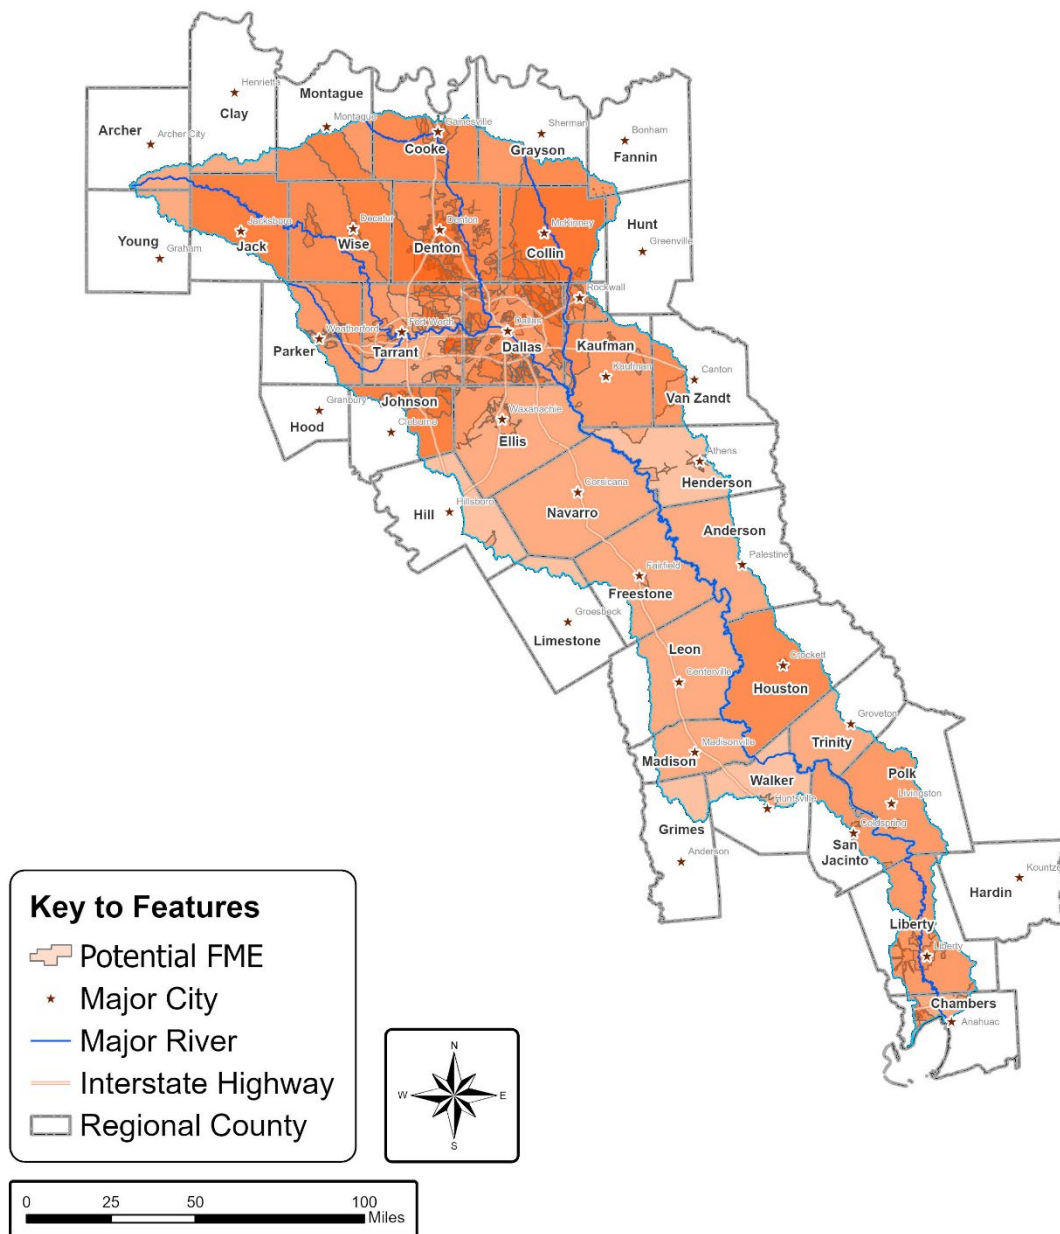 Henrietta
Clay
Montague
Montague
Archer
Archer City
Gainesville
Cooke
Sherman
Grayson
Bonham
Fannin
Young
Graham
Jacksboro
Jack
Decatur
Wise
Denton
Denton
McKinney
Collin
Hunt
Greenville
Rockwall
Weatherford
Parker
Fort Worth
Tarrant
Dallas
Dallas
Kaufman
Kaufman
Canton
Van Zandt
Granbury
Hood
Johnson
Cleburne
Waxahachie
Ellis
Athens
Henderson
Hill
Hillsboro
Corsicana
Navarro
Anderson
Palestine
Fairfield
Freestone
Groesbeck
Limestone
Leon
Centerville
Crockett
Houston
Groveton
Trinity
Madisonville
Madison
Walker
Huntsville
Polk
Livingston
Coldspring
San
Jacinto
Grimes
Anderson
Kountze
Hardin
Liberty
Liberty
Chambers
Anahuac
Key to Features
Potential FME
Major City
Major River
Interstate Highway
Regional County
N
W
E
S
0 25 50 100
Miles